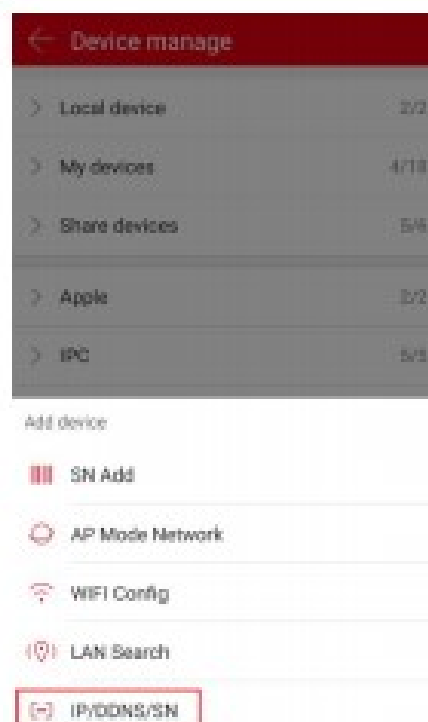 Device manage
Local device 2/2
My devices 4/18
Share devices 5/6
Apple 2/2
IPC 5/5
Add device
SN Add
AP Mode Network
WIFI Config
LAN Search
IP/DDNS/SN